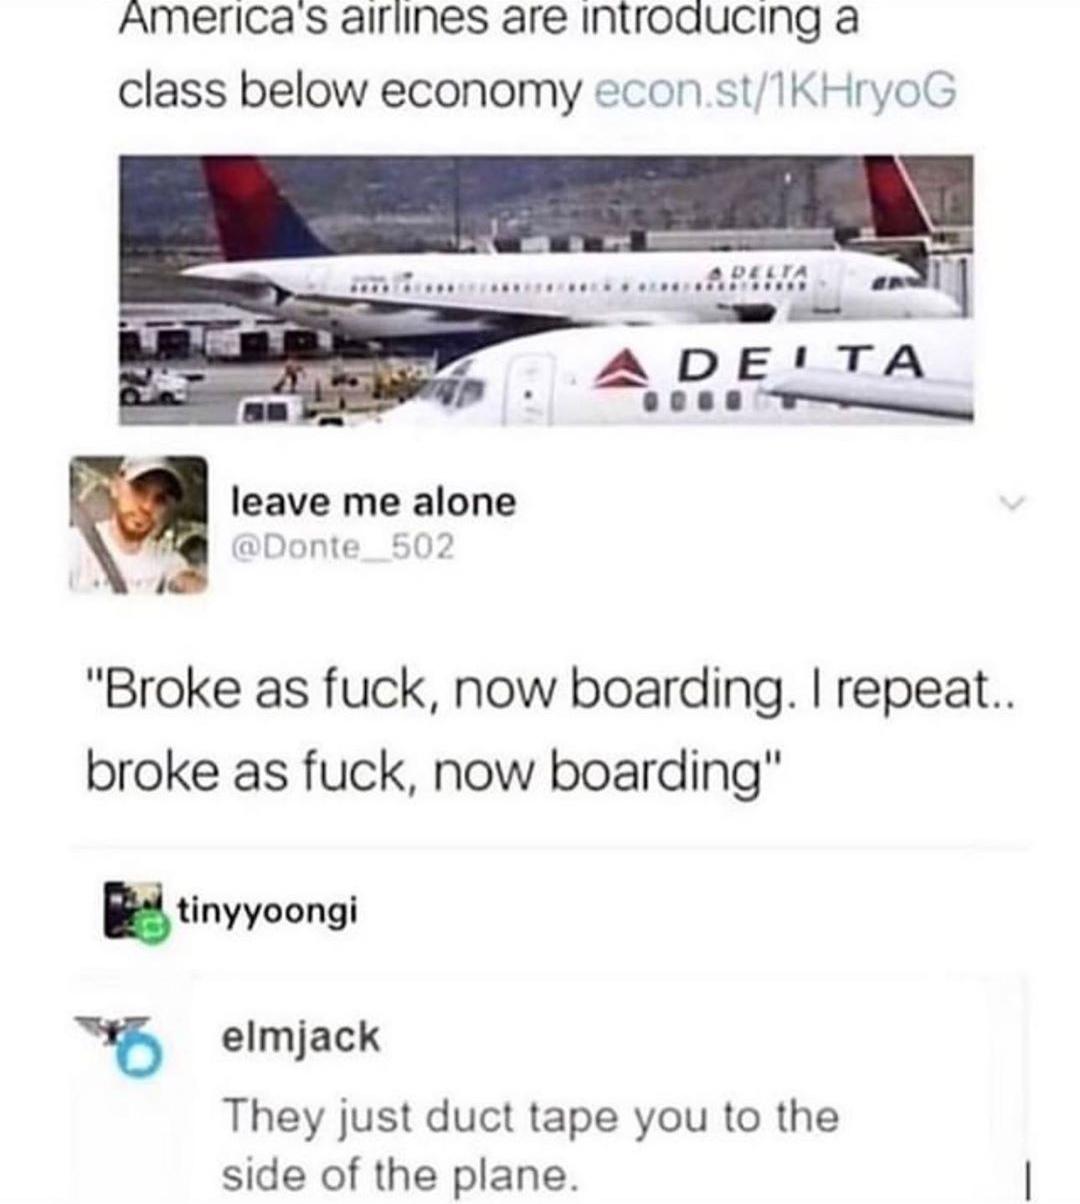 America's airlines are introducing a
class below economy econ.st/1KHryoG
DELTA
DELTA
leave me alone
@Donte__502
"Broke as fuck, now boarding. I repeat..
broke as fuck, now boarding"
tinyyoongi
elmjack
They just duct tape you to the
side of the plane.